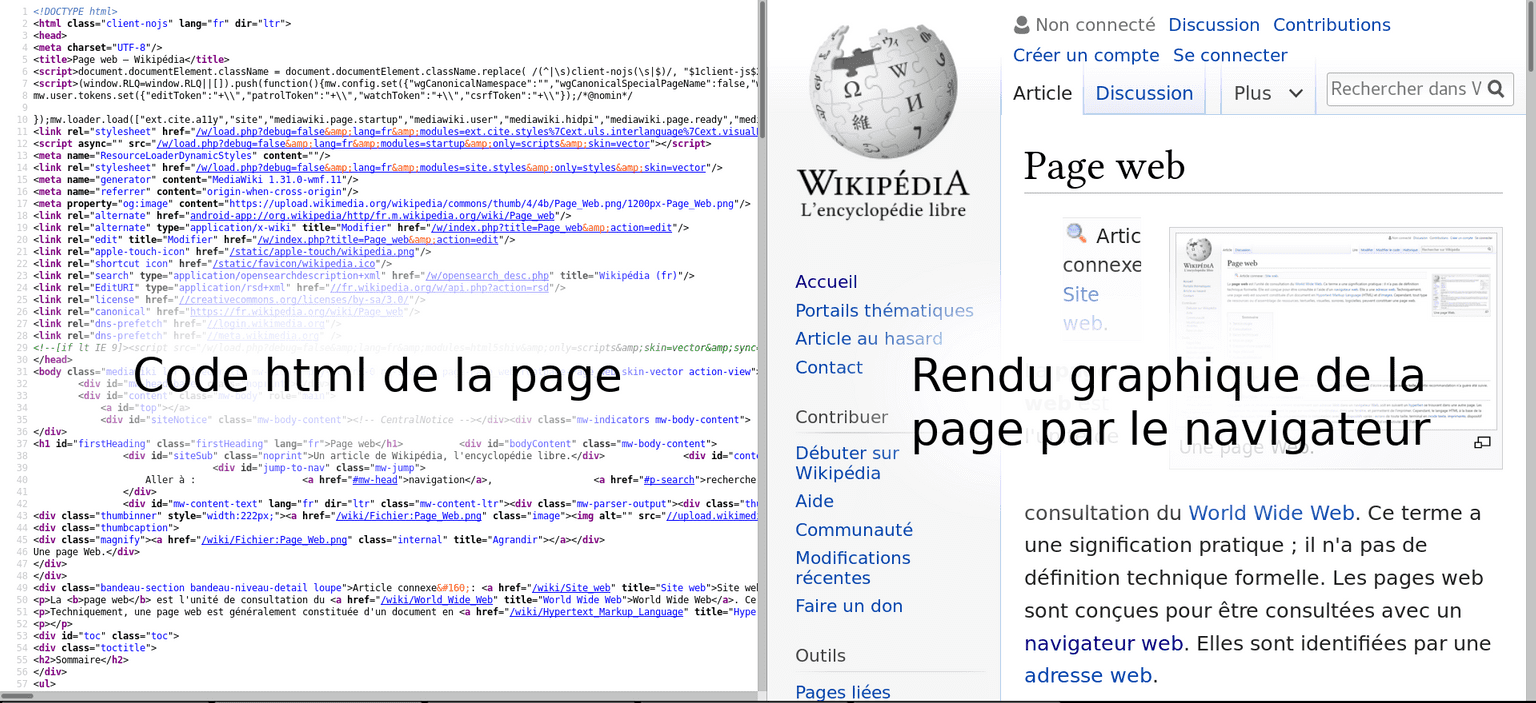 1 <!DOCTYPE html>
2 <html class="client-nojs" lang="fr" dir="ltr">
3 <head>
4 <meta charset="UTF-8"/>
5 <title>Page web — Wikipédia</title>
6 <script>document.documentElement.className = document.documentElement.className.replace( /(^|\s)client-nojs(\s|$)/, "$1client-js$
7 <script>(window.RLQ=window.RLQ||[]).push(function(){mw.config.set({"wgCanonicalNamespace":"","wgCanonicalSpecialPageName":false,"
8 mw.user.tokens.set({"editToken":"+\\","patrolToken":"+\\","watchToken":"+\\","csrfToken":"+\\"});/*@nomin*/
9
10 });mw.loader.load(["ext.cite.a11y","site","mediawiki.page.startup","mediawiki.user","mediawiki.hidpi","mediawiki.page.ready","med
11 <link rel="stylesheet" href="/w/load.php?debug=false&amp;lang=fr&amp;modules=ext.cite.styles%7Cext.uls.interlanguage%7Cext.visual
12 <script async="" src="/w/load.php?debug=false&amp;lang=fr&amp;modules=startup&amp;only=scripts&amp;skin=vector"></script>
13 <meta name="ResourceLoaderDynamicStyles" content=""/>
14 <link rel="stylesheet" href="/w/load.php?debug=false&amp;lang=fr&amp;modules=site.styles&amp;only=styles&amp;skin=vector"/>
15 <meta name="generator" content="MediaWiki 1.31.0-wmf.11"/>
16 <meta name="referrer" content="origin-when-cross-origin"/>
17 <meta property="og:image" content="https://upload.wikimedia.org/wikipedia/commons/thumb/4/4b/Page_Web.png/1200px-Page_Web.png"/>
18 <link rel="alternate" href="android-app://org.wikipedia/http/fr.m.wikipedia.org/wiki/Page_web"/>
19 <link rel="alternate" type="application/x-wiki" title="Modifier" href="/w/index.php?title=Page_web&amp;action=edit"/>
20 <link rel="edit" title="Modifier" href="/w/index.php?title=Page_web&amp;action=edit"/>
21 <link rel="apple-touch-icon" href="/static/apple-touch/wikipedia.png"/>
22 <link rel="shortcut icon" href="/static/favicon/wikipedia.ico"/>
23 <link rel="search" type="application/opensearchdescription+xml" href="/w/opensearch_desc.php" title="Wikipédia (fr)"/>
24 <link rel="EditURI" type="application/rsd+xml" href="//fr.wikipedia.org/w/api.php?action=rsd"/>
25 <link rel="license" href="//creativecommons.org/licenses/by-sa/3.0/"/>
26 <link rel="canonical" href="https://fr.wikipedia.org/wiki/Page_web"/>
27 <link rel="dns-prefetch" href="//login.wikimedia.org"/>
28 <link rel="dns-prefetch" href="//meta.wikimedia.org" />
29 <!--[if lt IE 9]><script src="/w/load.php?debug=false&amp;lang=fr&amp;modules=html5shiv&amp;only=scripts&amp;skin=vector&amp;sync=
30 </head>
31 <body class="mediawiki skin-vector action-view">
32 <div id=
33 <div id="content" class="mw-body" role="main">
34 <a id="top"></a>
35 <div id="siteNotice" class="mw-body-content"><!-- CentralNotice --></div><div class="mw-indicators mw-body-content">
36 </div>
37 <h1 id="firstHeading" class="firstHeading" lang="fr">Page web</h1> <div id="bodyContent" class="mw-body-content">
38 <div id="siteSub" class="noprint">Un article de Wikipédia, l'encyclopédie libre.</div> <div id="cont
39 <div id="jump-to-nav" class="mw-jump">
40 Aller à : <a href="#mw-head">navigation</a>, <a href="#p-search">recherche
41 </div>
42 <div id="mw-content-text" lang="fr" dir="ltr" class="mw-content-ltr"><div class="mw-parser-output"><div class="thu
43 <div class="thumbinner" style="width:222px;"><a href="/wiki/Fichier:Page_Web.png" class="image"><img alt="" src="//upload.wikimed
44 <div class="thumbcaption">
45 <div class="magnify"><a href="/wiki/Fichier:Page_Web.png" class="internal" title="Agrandir"></a></div>
46 Une page Web.</div>
47 </div>
48 </div>
49 <div class="bandeau-section bandeau-niveau-detail loupe">Article connexe&#160;: <a href="/wiki/Site_web" title="Site web">Site we
50 <p>La <b>page web</b> est l'unité de consultation du <a href="/wiki/World_Wide_Web" title="World Wide Web">World Wide Web</a>. Ce
51 <p>Techniquement, une page web est généralement constituée d'un document en <a href="/wiki/Hypertext_Markup_Language" title="Hype
52 <p></p>
53 <div id="toc" class="toc">
54 <div class="toctitle">
55 <h2>Sommaire</h2>
56 </div>
57 <ul>
Code html de la page
Non connecté Discussion Contributions
Créer un compte Se connecter
Article Discussion Plus Rechercher dans W
WIKIPÉDIA
L'encyclopédie libre
Accueil
Portails thématiques
Article au hasard
Contact
Contribuer
Débuter sur
Wikipédia
Aide
Communauté
Modifications
récentes
Faire un don
Outils
Pages liées
Page web
Artic
connexe
Site
web.
Page web
Une page Web.
Rendu graphique de la
page par le navigateur
consultation du World Wide Web. Ce terme a
une signification pratique ; il n'a pas de
définition technique formelle. Les pages web
sont conçues pour être consultées avec un
navigateur web. Elles sont identifiées par une
adresse web.